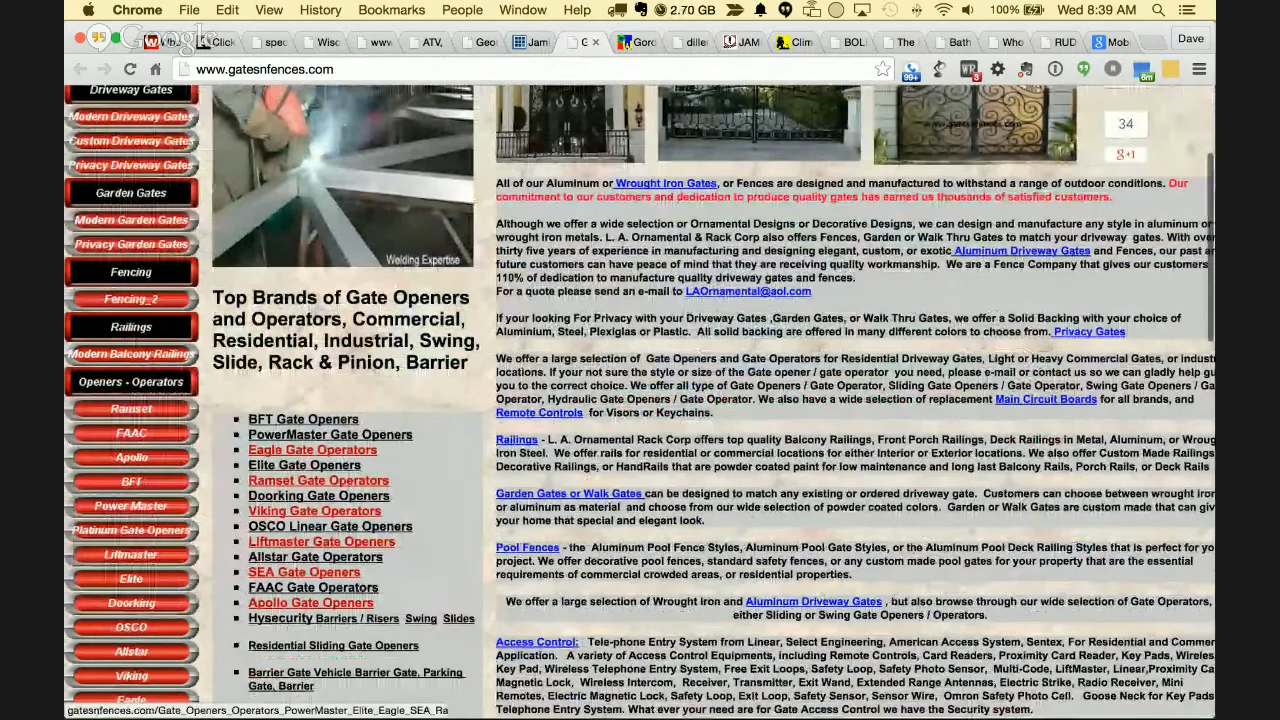 Chrome File Edit View History Bookmarks People Window Help 2.70 GB 100% Wed 8:39 AM
Google
Click spec Wisc www ATV, Geo Jam G Gord dille JAM Clim BOL The Bath Who RUD Mob Dave
www.gatesnfences.com 99+ 3 6m
Driveway Gates
Modern Driveway Gates
Custom Driveway Gates
Privacy Driveway Gates
Garden Gates
Modern Garden Gates
Privacy Garden Gates
Fencing
Fencing_2
Railings
Modern Balcony Railings
Openers - Operators
Ramset
FAAC
Apollo
BFT
Power Master
Platinum Gate Openers
Liftmaster
Elite
Doorking
OSCO
Allstar
Viking
Eagle
Welding Expertise
Top Brands of Gate Openers
and Operators, Commercial,
Residential, Industrial, Swing,
Slide, Rack & Pinion, Barrier
BFT Gate Openers
PowerMaster Gate Openers
Eagle Gate Operators
Elite Gate Openers
Ramset Gate Operators
Doorking Gate Openers
Viking Gate Operators
OSCO Linear Gate Openers
Liftmaster Gate Openers
Allstar Gate Operators
SEA Gate Openers
FAAC Gate Operators
Apollo Gate Openers
Hysecurity Barriers / Risers Swing Slides
Residential Sliding Gate Openers
Barrier Gate Vehicle Barrier Gate, Parking
Gate, Barrier
34
g+1
All of our Aluminum or Wrought Iron Gates, or Fences are designed and manufactured to withstand a range of outdoor conditions. Our
commitment to our customers and dedication to produce quality gates has earned us thousands of satisfied customers.
Although we offer a wide selection or Ornamental Designs or Decorative Designs, we can design and manufacture any style in aluminum or
wrought iron metals. L. A. Ornamental & Rack Corp also offers Fences, Garden or Walk Thru Gates to match your driveway gates. With over
thirty five years of experience in manufacturing and designing elegant, custom, or exotic Aluminum Driveway Gates and Fences, our past ar
future customers can have peace of mind that they are receiving quality workmanship. We are a Fence Company that gives our customers
110% of dedication to manufacture quality driveway gates and fences.
For a quote please send an e-mail to LAOrnamental@aol.com
If your looking For Privacy with your Driveway Gates ,Garden Gates, or Walk Thru Gates, we offer a Solid Backing with your choice of
Aluminium, Steel, Plexiglas or Plastic. All solid backing are offered in many different colors to choose from. Privacy Gates
We offer a large selection of Gate Openers and Gate Operators for Residential Driveway Gates, Light or Heavy Commercial Gates, or industr
locations. If your not sure the style or size of the Gate opener / gate operator you need, please e-mail or contact us so we can gladly help gu
you to the correct choice. We offer all type of Gate Openers / Gate Operator, Sliding Gate Openers / Gate Operator, Swing Gate Openers / Ga
Operator, Hydraulic Gate Openers / Gate Operator. We also have a wide selection of replacement Main Circuit Boards for all brands, and
Remote Controls for Visors or Keychains.
Railings - L. A. Ornamental Rack Corp offers top quality Balcony Railings, Front Porch Railings, Deck Railings in Metal, Aluminum, or Wroug
Iron Steel. We offer rails for residential or commercial locations for either Interior or Exterior locations. We also offer Custom Made Railings
Decorative Railings, or HandRails that are powder coated paint for low maintenance and long last Balcony Rails, Porch Rails, or Deck Rails
Garden Gates or Walk Gates can be designed to match any existing or ordered driveway gate. Customers can choose between wrought iror
or aluminum as material and choose from our wide selection of powder coated colors. Garden or Walk Gates are custom made that can giv
your home that special and elegant look.
Pool Fences - the Aluminum Pool Fence Styles, Aluminum Pool Gate Styles, or the Aluminum Pool Deck Railing Styles that is perfect for yo
project. We offer decorative pool fences, standard safety fences, or any custom made pool gates for your property that are the essential
requirements of commercial crowded areas, or residential properties.
We offer a large selection of Wrought Iron and Aluminum Driveway Gates , but also browse through our wide selection of Gate Operators,
either Sliding or Swing Gate Openers / Operators.
Access Control: Tele-phone Entry System from Linear, Select Engineering, American Access System, Sentex, For Residential and Commer
Application. A variety of Access Control Equipments, including Remote Controls, Card Readers, Proximity Card Reader, Key Pads, Wireles
Key Pad, Wireless Telephone Entry System, Free Exit Loops, Safety Loop, Safety Photo Sensor, Multi-Code, LiftMaster, Linear,Proximity Ca
Magnetic Lock, Wireless Intercom, Receiver, Transmitter, Exit Wand, Extended Range Antennas, Electric Strike, Radio Receiver, Mini
Remotes, Electric Magnetic Lock, Safety Loop, Exit Loop, Safety Sensor, Sensor Wire, Omron Safety Photo Cell. Goose Neck for Key Pads
Telephone Entry System. What ever your need are for Gate Access Control we have the Security system.
gatesnfences.com/Gate_Openers_Operators_PowerMaster_Elite_Eagle_SEA_Ra